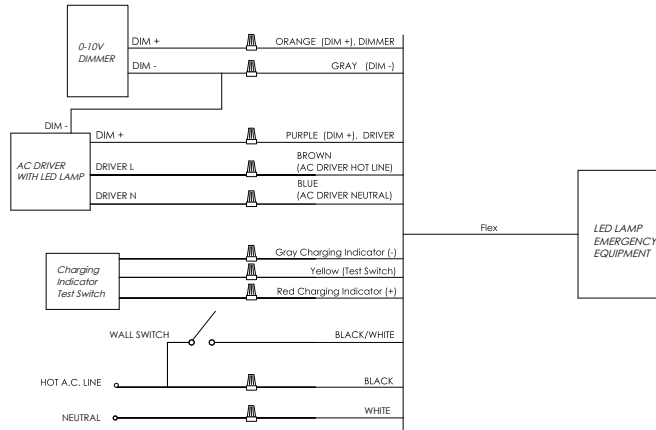 0-10V
DIMMER
DIM +
ORANGE (DIM +), DIMMER
DIM -
GRAY (DIM -)
DIM -
AC DRIVER
WITH LED LAMP
DIM +
PURPLE (DIM +), DRIVER
DRIVER L
BROWN
(AC DRIVER HOT LINE)
DRIVER N
BLUE
(AC DRIVER NEUTRAL)
Flex
LED LAMP
EMERGENCY
EQUIPMENT
Charging
Indicator
Test Switch
Gray Charging Indicator (-)
Yellow (Test Switch)
Red Charging Indicator (+)
WALL SWITCH
BLACK/WHITE
HOT A.C. LINE
BLACK
NEUTRAL
WHITE